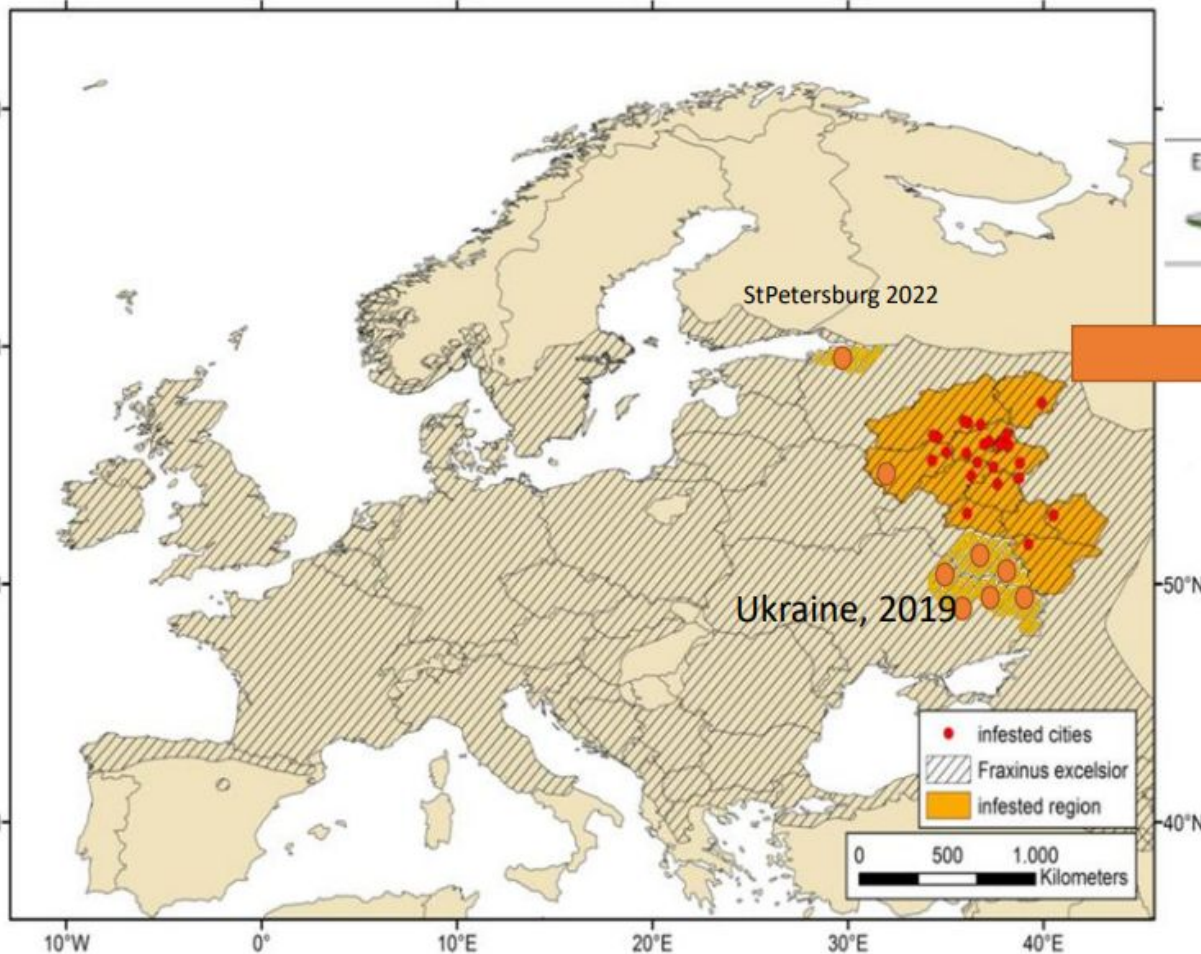 StPetersburg 2022
E
50°N
Ukraine, 2019
infested cities
Fraxinus excelsior
infested region
40°N
0 500 1.000
Kilometers
10°W 0° 10°E 20°E 30°E 40°E